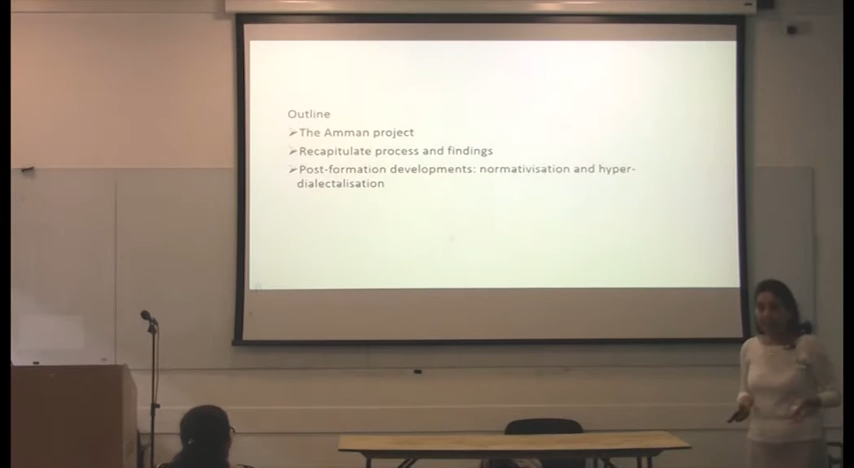 Outline
➢The Amman project
➢Recapitulate process and findings
➢Post-formation developments: normativisation and hyper-
dialectalisation